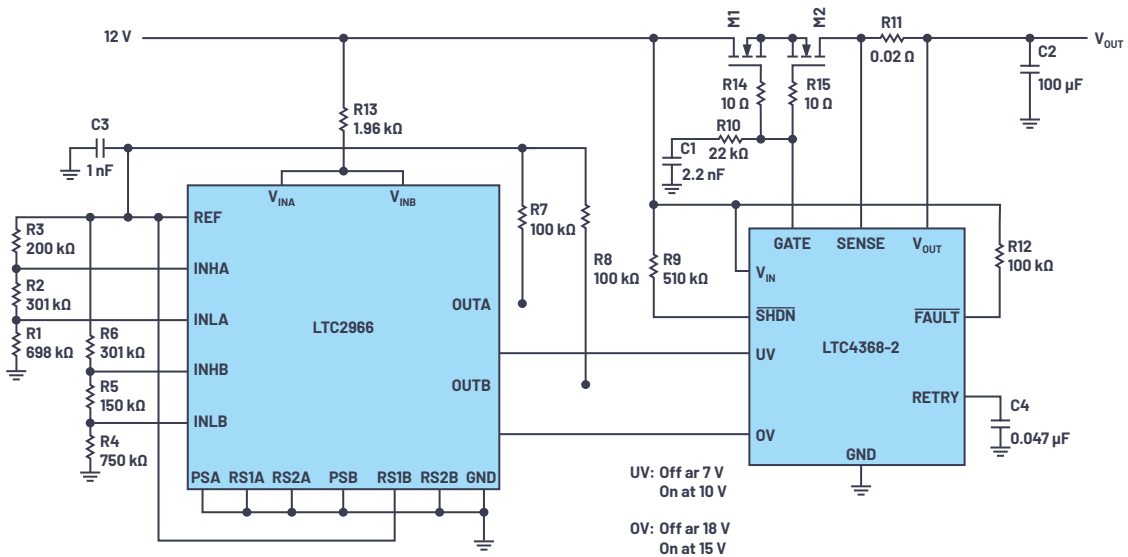 12 V
M1
M2
R11
0.02 Ω
V_OUT
C2
100 µF
R14
10 Ω
R15
10 Ω
R13
1.96 kΩ
C3
1 nF
R10
22 kΩ
C1
2.2 nF
V_INA
V_INB
REF
R3
200 kΩ
INHA
R2
301 kΩ
INLA
R1
698 kΩ
R6
301 kΩ
INHB
R5
150 kΩ
INLB
R4
750 kΩ
LTC2966
OUTA
OUTB
PSA
RS1A
RS2A
PSB
RS1B
RS2B
GND
R7
100 kΩ
R8
100 kΩ
R9
510 kΩ
GATE
SENSE
V_OUT
V_IN
SHDN
UV
OV
LTC4368-2
FAULT
RETRY
GND
R12
100 kΩ
C4
0.047 µF
UV: Off ar 7 V
On at 10 V
OV: Off ar 18 V
On at 15 V